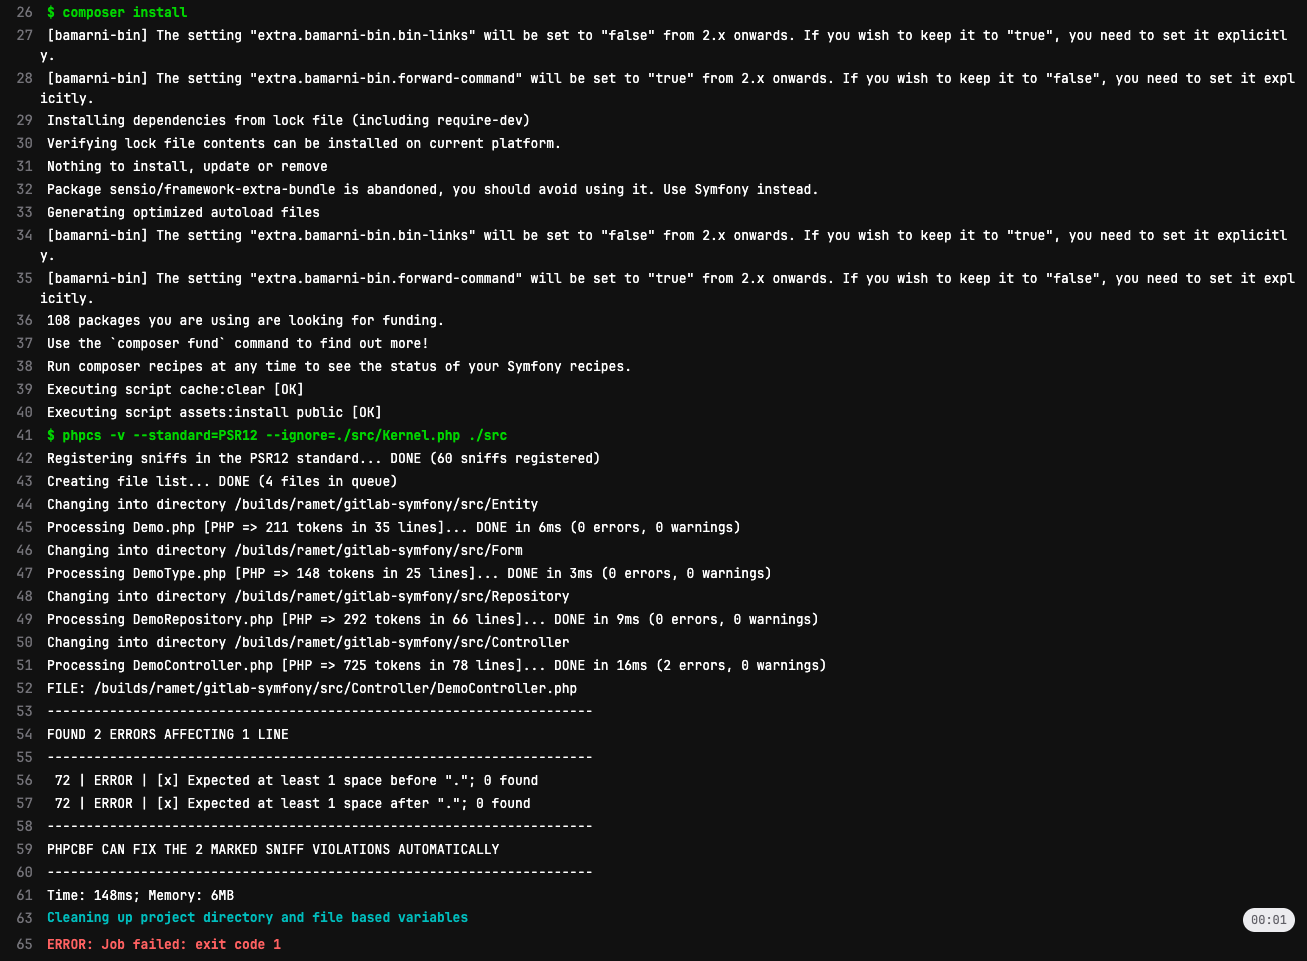 26 $ composer install
27 [bamarni-bin] The setting "extra.bamarni-bin.bin-links" will be set to "false" from 2.x onwards. If you wish to keep it to "true", you need to set it explicitl
y.
28 [bamarni-bin] The setting "extra.bamarni-bin.forward-command" will be set to "true" from 2.x onwards. If you wish to keep it to "false", you need to set it expl
icitly.
29 Installing dependencies from lock file (including require-dev)
30 Verifying lock file contents can be installed on current platform.
31 Nothing to install, update or remove
32 Package sensio/framework-extra-bundle is abandoned, you should avoid using it. Use Symfony instead.
33 Generating optimized autoload files
34 [bamarni-bin] The setting "extra.bamarni-bin.bin-links" will be set to "false" from 2.x onwards. If you wish to keep it to "true", you need to set it explicitl
y.
35 [bamarni-bin] The setting "extra.bamarni-bin.forward-command" will be set to "true" from 2.x onwards. If you wish to keep it to "false", you need to set it expl
icitly.
36 108 packages you are using are looking for funding.
37 Use the `composer fund` command to find out more!
38 Run composer recipes at any time to see the status of your Symfony recipes.
39 Executing script cache:clear [OK]
40 Executing script assets:install public [OK]
41 $ phpcs -v --standard=PSR12 --ignore=./src/Kernel.php ./src
42 Registering sniffs in the PSR12 standard... DONE (60 sniffs registered)
43 Creating file list... DONE (4 files in queue)
44 Changing into directory /builds/ramet/gitlab-symfony/src/Entity
45 Processing Demo.php [PHP => 211 tokens in 35 lines]... DONE in 6ms (0 errors, 0 warnings)
46 Changing into directory /builds/ramet/gitlab-symfony/src/Form
47 Processing DemoType.php [PHP => 148 tokens in 25 lines]... DONE in 3ms (0 errors, 0 warnings)
48 Changing into directory /builds/ramet/gitlab-symfony/src/Repository
49 Processing DemoRepository.php [PHP => 292 tokens in 66 lines]... DONE in 9ms (0 errors, 0 warnings)
50 Changing into directory /builds/ramet/gitlab-symfony/src/Controller
51 Processing DemoController.php [PHP => 725 tokens in 78 lines]... DONE in 16ms (2 errors, 0 warnings)
52 FILE: /builds/ramet/gitlab-symfony/src/Controller/DemoController.php
53 ----------------------------------------------------------------------
54 FOUND 2 ERRORS AFFECTING 1 LINE
55 ----------------------------------------------------------------------
56  72 | ERROR | [x] Expected at least 1 space before "."; 0 found
57  72 | ERROR | [x] Expected at least 1 space after "."; 0 found
58 ----------------------------------------------------------------------
59 PHPCBF CAN FIX THE 2 MARKED SNIFF VIOLATIONS AUTOMATICALLY
60 ----------------------------------------------------------------------
61 Time: 148ms; Memory: 6MB
63 Cleaning up project directory and file based variables 00:01
65 ERROR: Job failed: exit code 1